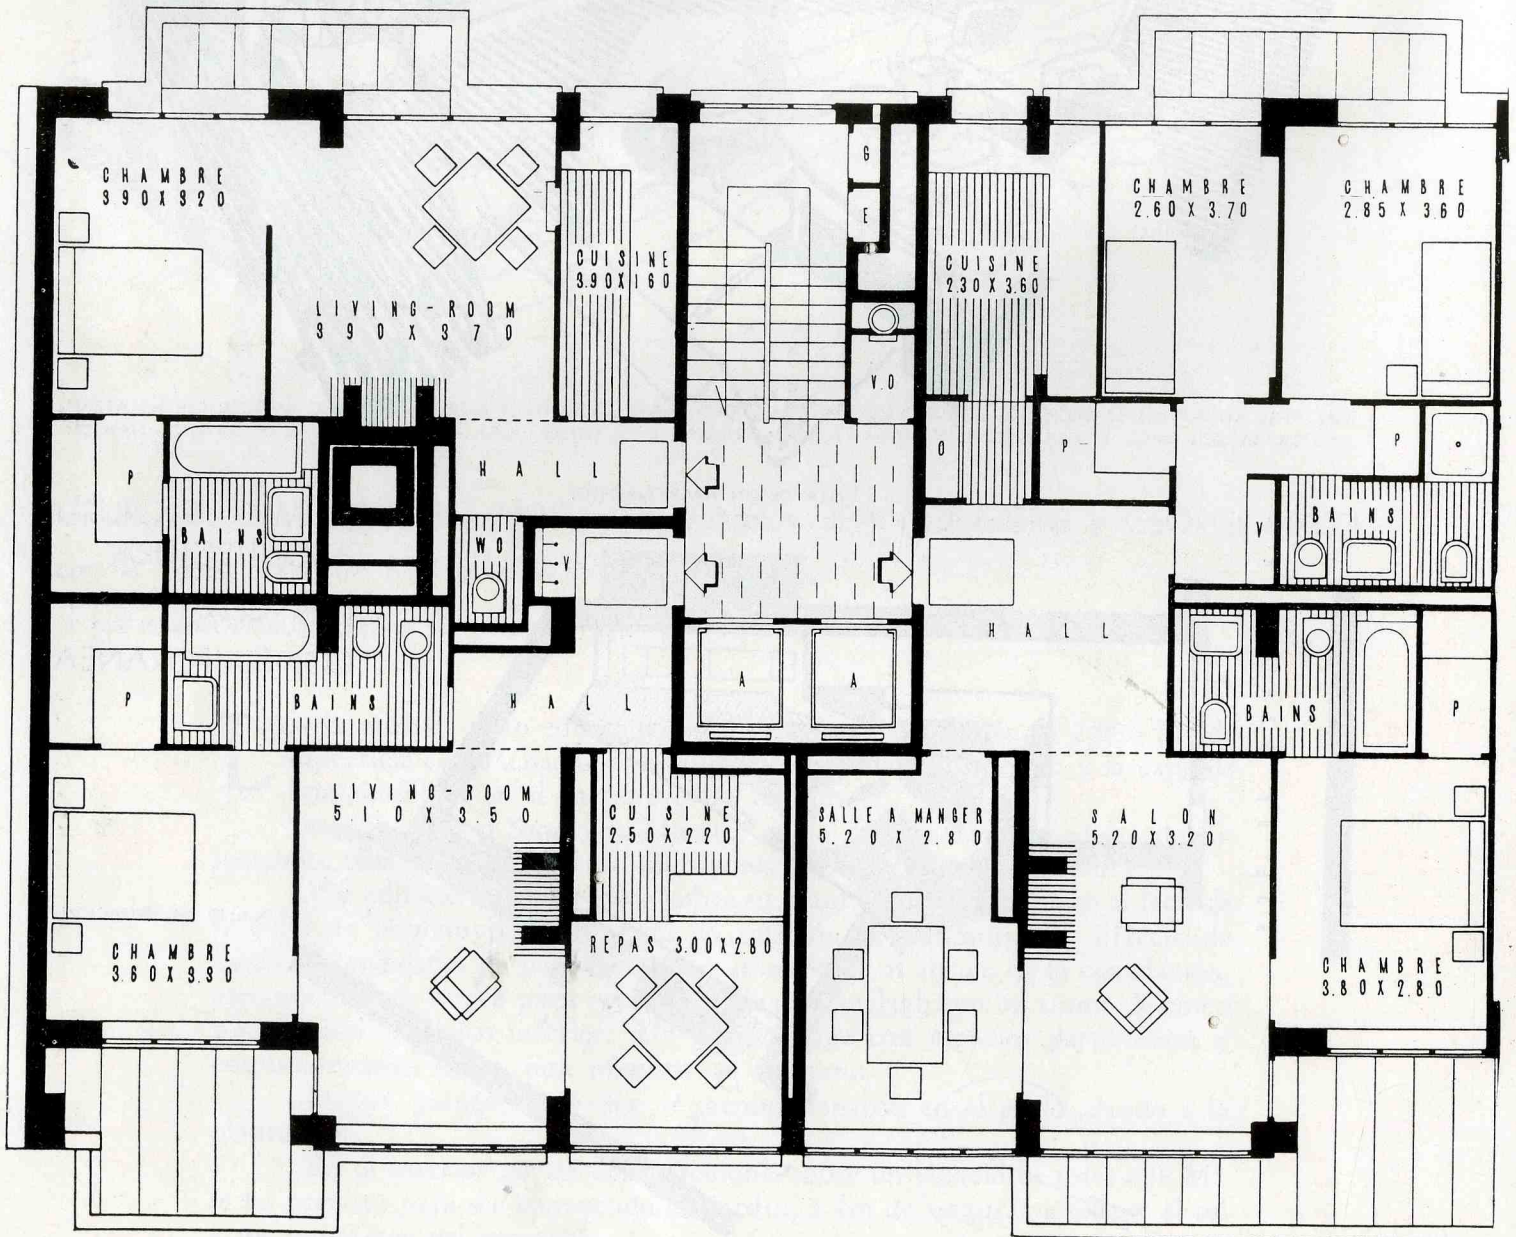 CHAMBRE
3.90 X 3.20
LIVING-ROOM
3.90 X 3.70
CUISINE
3.90 X 1.60
G
E
V.O
CUISINE
2.30 X 3.60
CHAMBRE
2.60 X 3.70
CHAMBRE
2.85 X 3.60
P
BAINS
HALL
WC
V
O
P
P
V
BAINS
P
BAINS
HALL
A
A
HALL
BAINS
P
LIVING-ROOM
5.10 X 3.50
CUISINE
2.50 X 2.20
SALLE A MANGER
5.20 X 2.80
SALON
5.20 X 3.20
CHAMBRE
3.60 X 3.30
REPAS 3.00 X 2.80
CHAMBRE
3.80 X 2.80